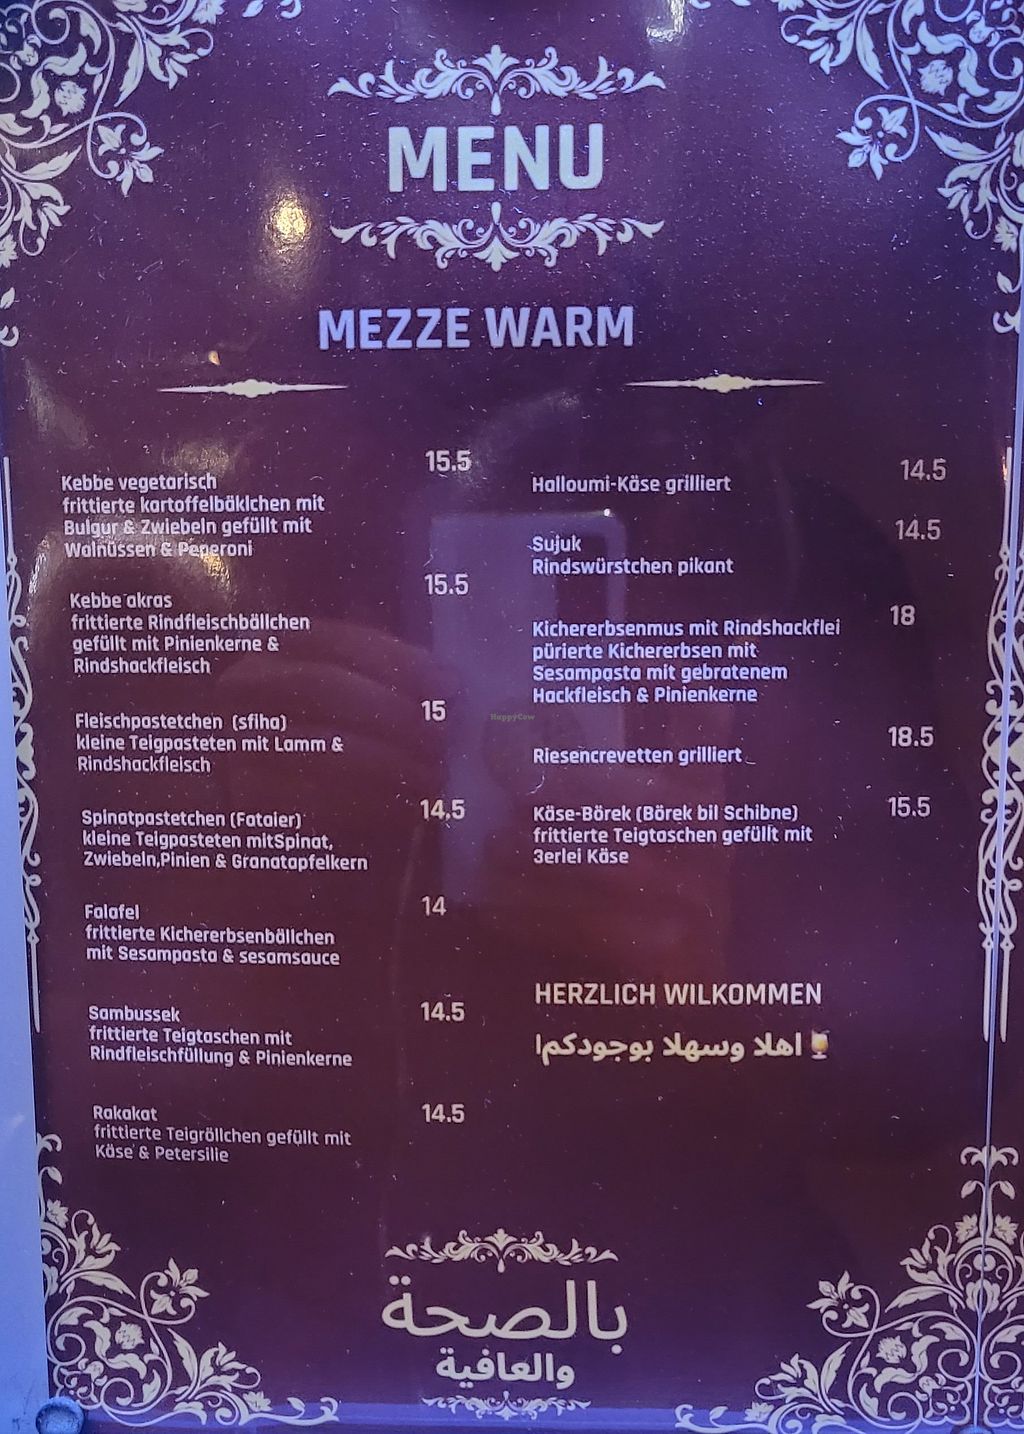 MENU
MEZZE WARM
15.5
Kebbe vegetarisch
frittierte kartoffelbäklchen mit
Bulgur & Zwiebeln gefüllt mit
Walnüssen & Peperoni
15.5
Kebbe akras
frittierte Rindfleischbällchen
gefüllt mit Pinienkerne &
Rindshackfleisch
15
Fleischpastetchen (sfiha)
kleine Teigpasteten mit Lamm &
Rindshackfleisch
14.5
Spinatpastetchen (Fataier)
kleine Teigpasteten mitSpinat,
Zwiebeln,Pinien & Granatapfelkern
14
Falafel
frittierte Kichererbsenbällchen
mit Sesampasta & sesamsauce
14.5
Sambussek
frittierte Teigtaschen mit
Rindfleischfüllung & Pinienkerne
14.5
Rakakat
frittierte Teigröllchen gefüllt mit
Käse & Petersilie
14.5
Halloumi-Käse grilliert
14.5
Sujuk
Rindswürstchen pikant
18
Kichererbsenmus mit Rindshackflei
pürierte Kichererbsen mit
Sesampasta mit gebratenem
Hackfleisch & Pinienkerne
18.5
Riesencrevetten grilliert
15.5
Käse-Börek (Börek bil Schibne)
frittierte Teigtaschen gefüllt mit
3erlei Käse
HERZLICH WILKOMMEN
اهلا وسهلا بوجودكم!
بالصحة
والعافية
HappyCow